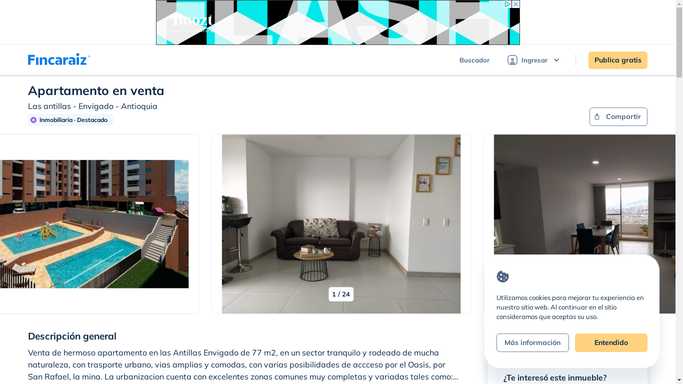 Fincaraiz
Buscador
Ingresar
Publica gratis
Apartamento en venta
Las antillas - Envigado - Antioquia
Inmobiliaria · Destacado
Compartir
1 / 24
Utilizamos cookies para mejorar tu experiencia en
nuestro sitio web. Al continuar en el sitio
consideramos que aceptas su uso.
Más información
Entendido
Descripción general
Venta de hermoso apartamento en las Antillas Envigado de 77 m2, en un sector tranquilo y rodeado de mucha
naturaleza, con trasporte urbano, vias amplias y comodas, con varias posibilidades de accceso por el Oasis, por
San Rafael, la mina. La urbanizacion cuenta con excelentes zonas comunes muy completas y variadas tales como:...
¿Te interesó este inmueble?